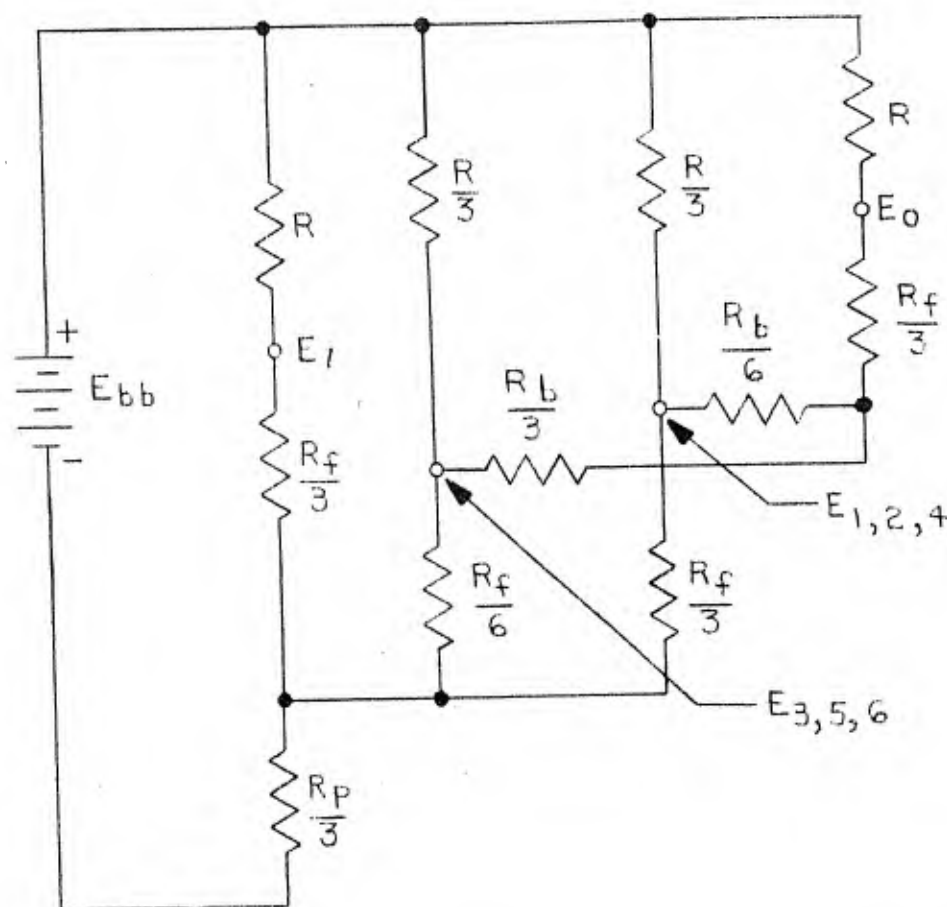 R
R/3
R/3
R
E0
+
Ebb
-
E1
Rf/3
Rb/6
Rf/3
Rb/3
E1,2,4
Rf/6
Rf/3
E3,5,6
Rp/3